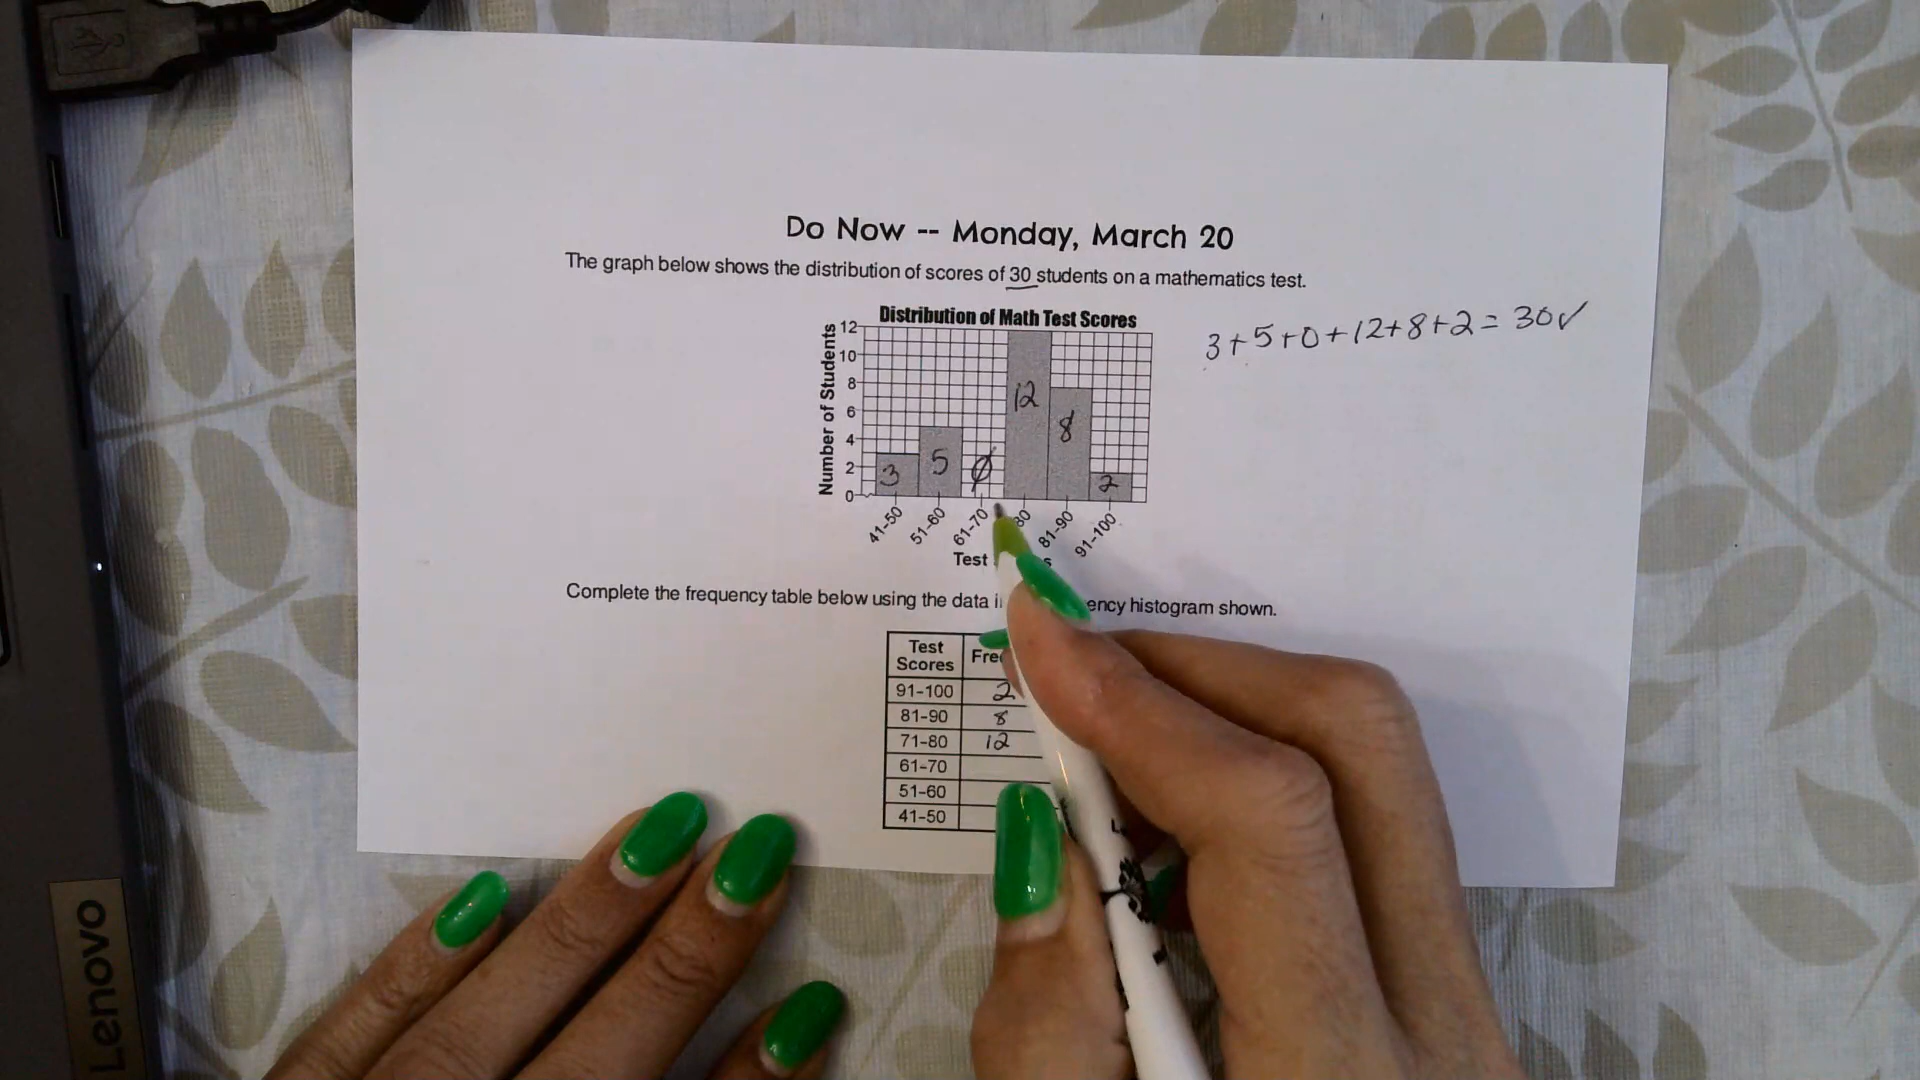 Do Now -- Monday, March 20
The graph below shows the distribution of scores of 30 students on a mathematics test.
Distribution of Math Test Scores
3+5+0+12+8+2=30✓
Number of Students
12
10
8
6
4
2
0
3 5 0 12 8 2
41-50 51-60 61-70 80 81-90 91-100
Test
Complete the frequency table below using the data ency histogram shown.
Test Scores Fre
91-100 2
81-90 8
71-80 12
61-70
51-60
41-50
Lenovo